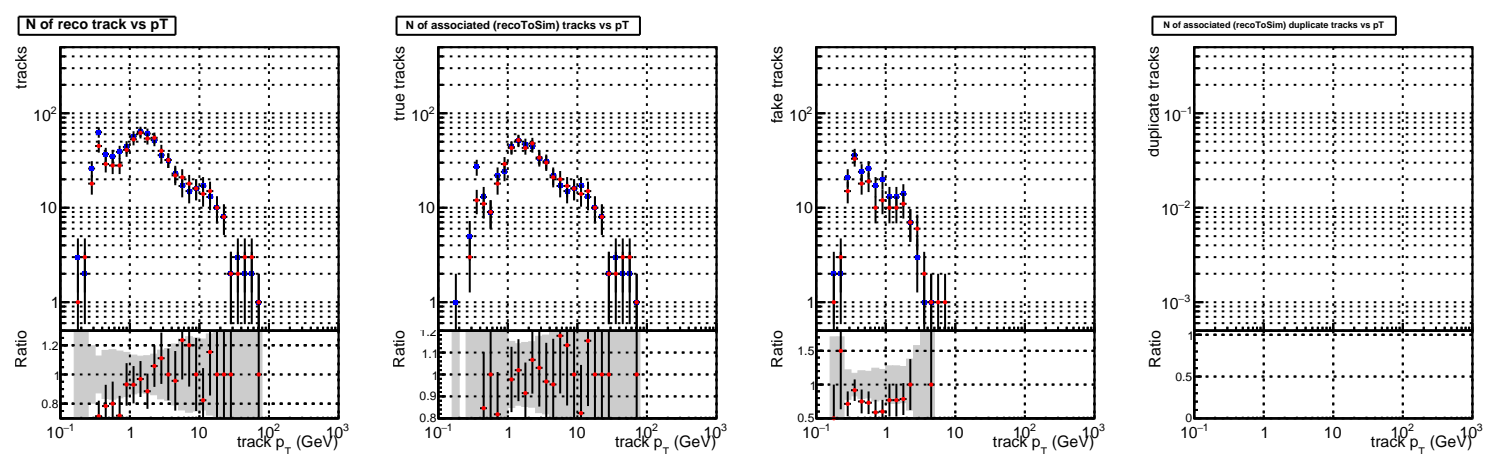 N of reco track vs pT
tracks
10²
10
1
Ratio
1.2
1
0.8
10⁻¹ 1 10 10² 10³
track p_T (GeV)
N of associated (recoToSim) tracks vs pT
true tracks
10²
10
1
Ratio
1.2
1.1
1
0.9
0.8
10⁻¹ 1 10 10² 10³
track p_T (GeV)
fake tracks
10²
10
1
Ratio
1.5
1
0.5
10⁻¹ 1 10 10² 10³
track p_T (GeV)
N of associated (recoToSim) duplicate tracks vs pT
duplicate tracks
10⁻¹
10⁻²
10⁻³
Ratio
1
0.5
0
10⁻¹ 1 10 10² 10³
track p_T (GeV)